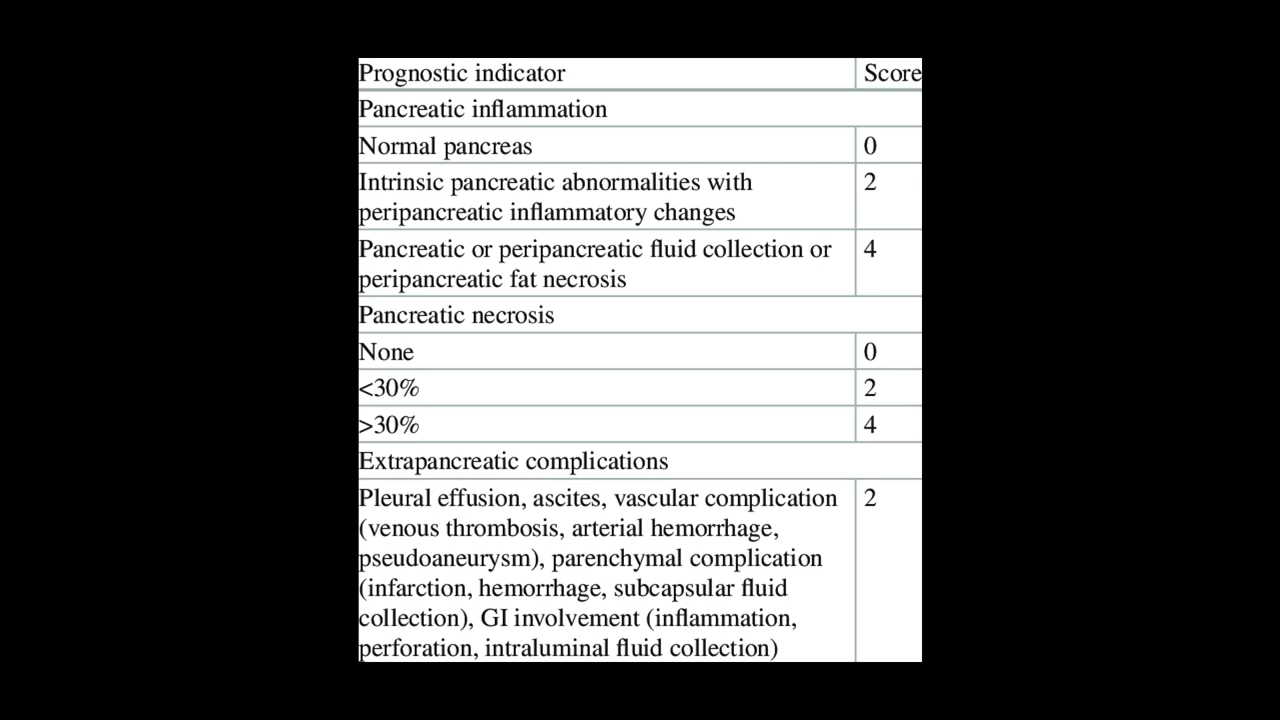 Prognostic indicator Score
Pancreatic inflammation
Normal pancreas 0
Intrinsic pancreatic abnormalities with 2
peripancreatic inflammatory changes
Pancreatic or peripancreatic fluid collection or 4
peripancreatic fat necrosis
Pancreatic necrosis
None 0
<30% 2
>30% 4
Extrapancreatic complications
Pleural effusion, ascites, vascular complication 2
(venous thrombosis, arterial hemorrhage,
pseudoaneurysm), parenchymal complication
(infarction, hemorrhage, subcapsular fluid
collection), GI involvement (inflammation,
perforation, intraluminal fluid collection)